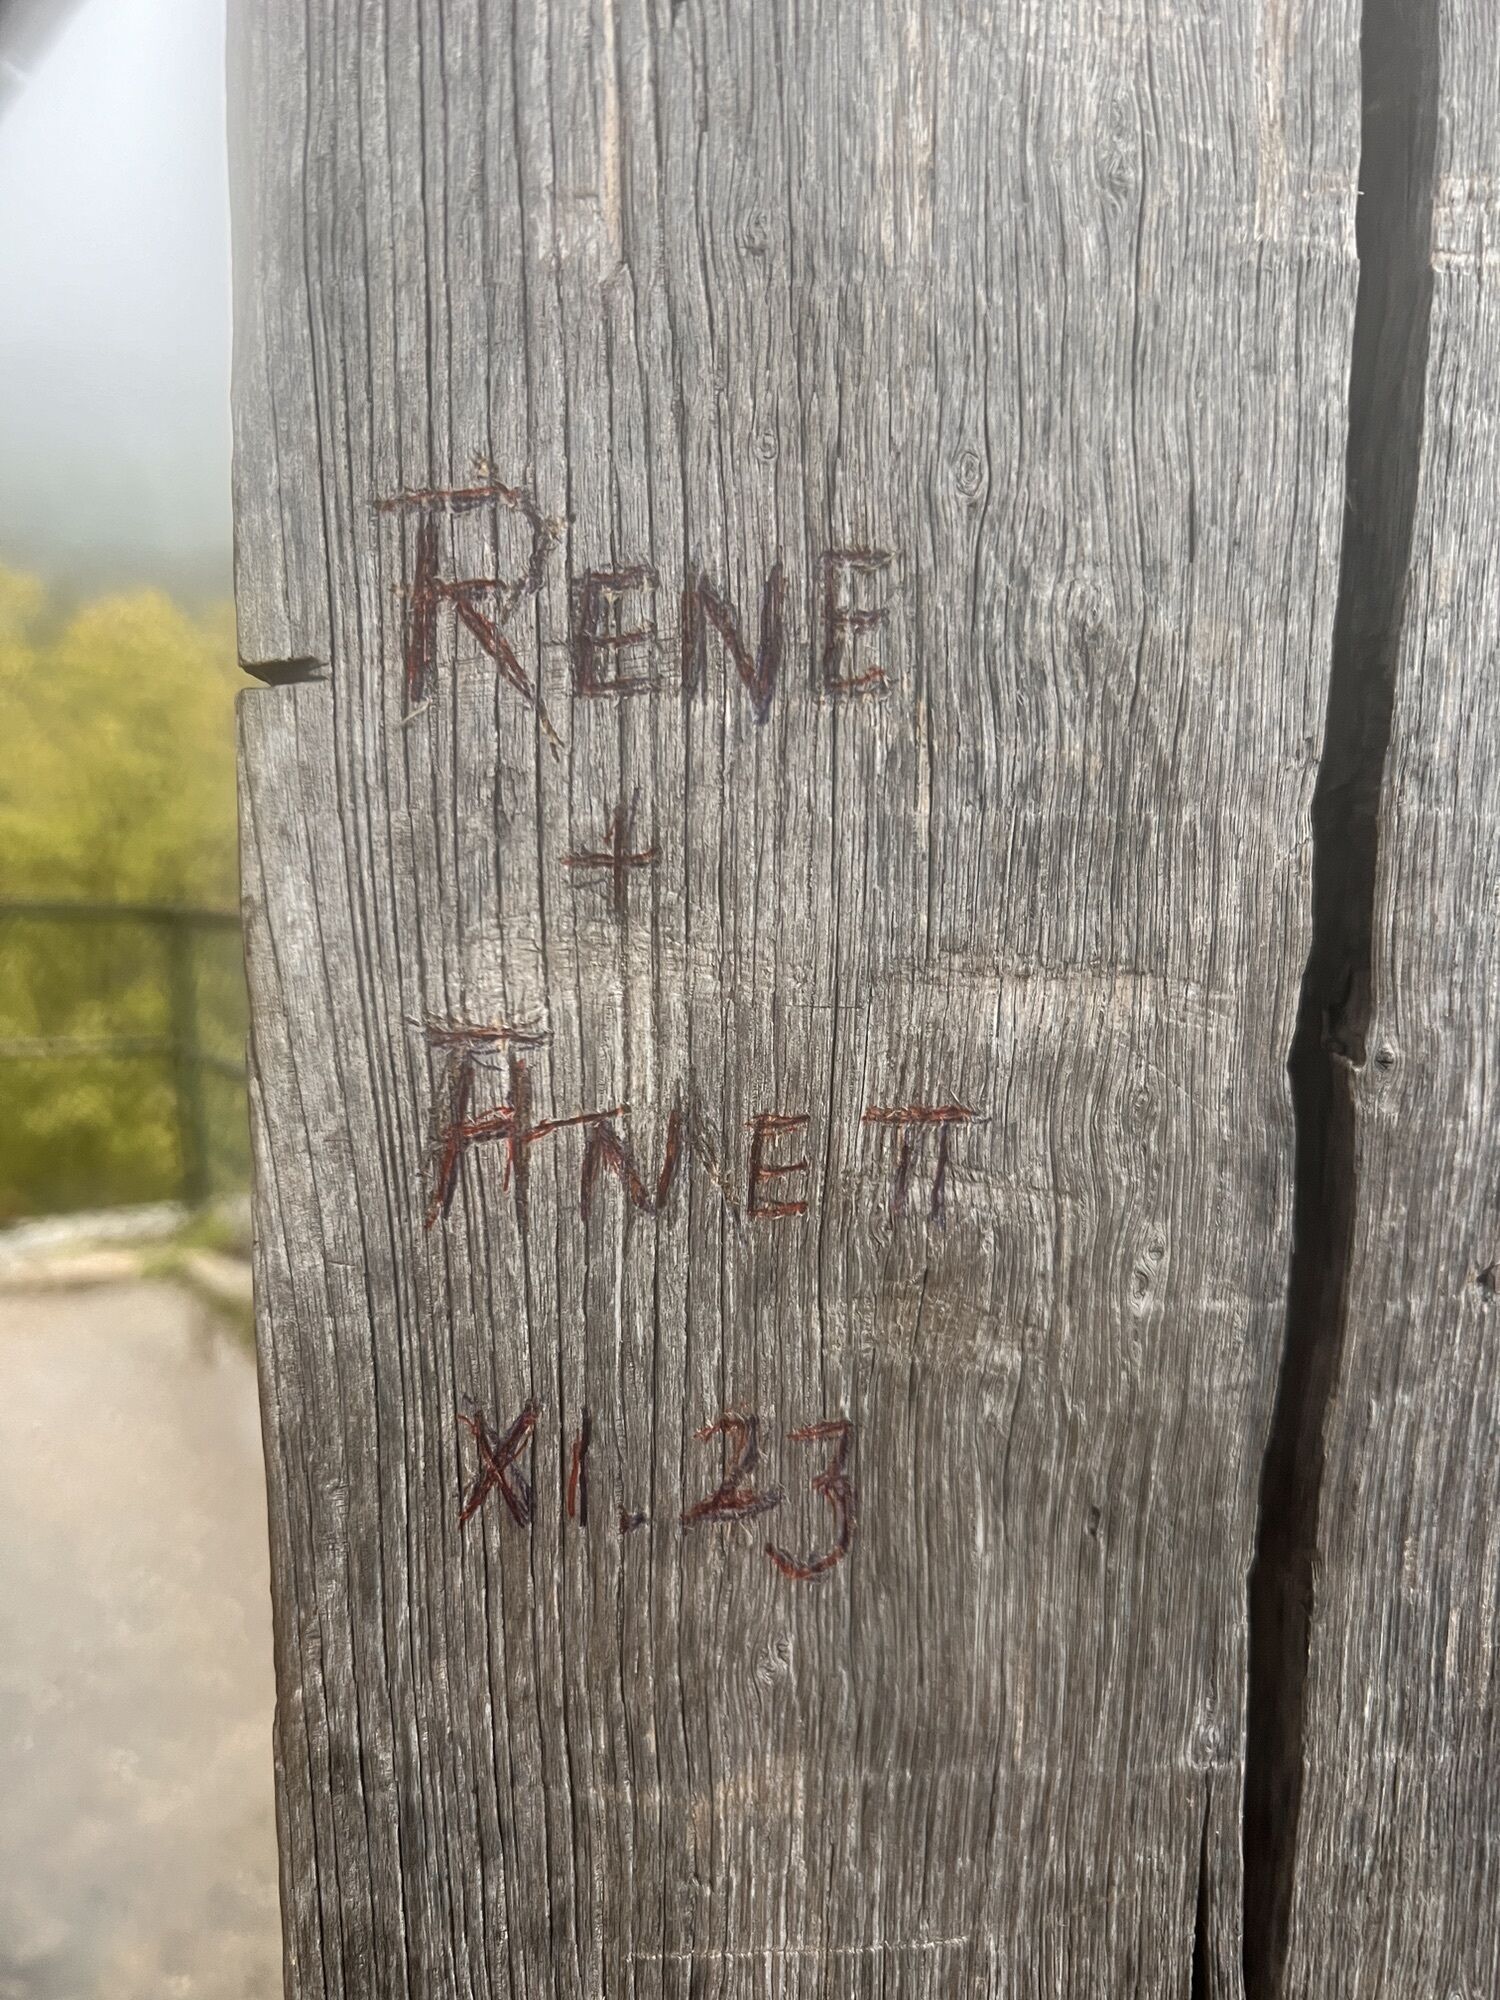 RENE
+
ANETT
XI.23